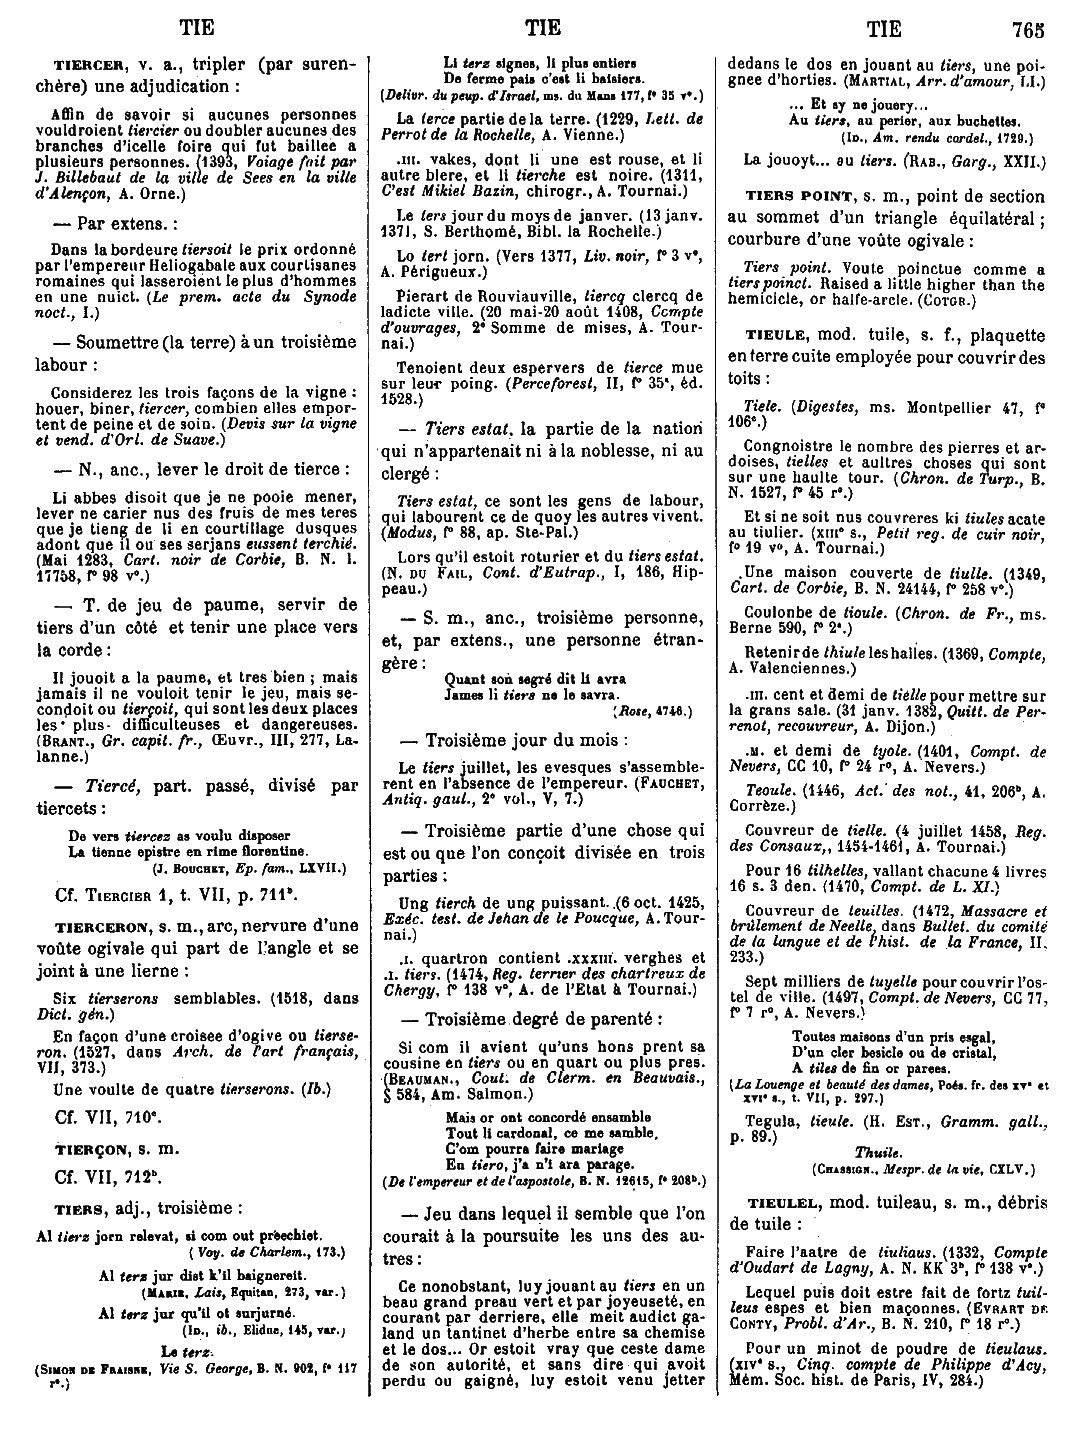 TIE
TIE
TIE 765
TIERCER, v. a., tripler (par suren-
chère) une adjudication :
Affin de savoir si aucunes personnes
vouldroient tiercier ou doubler aucunes des
branches d'icelle foire qui fut baillee a
plusieurs personnes. (1393, Voiage fait par
J. Billebaut de la ville de Sees en la ville
d'Alençon, A. Orne.)
— Par extens. :
Dans la bordeure tiersoit le prix ordonné
par l'empereur Heliogabale aux courtisanes
romaines qui lasseroient le plus d'hommes
en une nuict. (Le prem. acte du Synode
noct., I.)
— Soumettre (la terre) à un troisième
labour :
Considerez les trois façons de la vigne :
houer, biner, tiercer, combien elles empor-
tent de peine et de soin. (Devis sur la vigne
et vend. d'Orl. de Suave.)
— N., anc., lever le droit de tierce :
Li abbes disoit que je ne pooie mener,
lever ne carier nus des fruis de mes teres
que je tieng de li en courtillage dusques
adont que il ou ses serjans eussent terchié.
(Mai 1283, Cart. noir de Corbie, B. N. l.
17758, f° 98 v°.)
— T. de jeu de paume, servir de
tiers d'un côté et tenir une place vers
la corde :
Il jouoit a la paume, et tres bien ; mais
jamais il ne vouloit tenir le jeu, mais se-
condoit ou tierçoit, qui sont les deux places
les plus difficulteuses et dangereuses.
(BRANT., Gr. capit. fr., Œuvr., III, 277, La-
lanne.)
— Tiercé, part. passé, divisé par
tiercets :
De vers tiercez as voulu disposer
La tienne epistre en rime florentine.
(J. BOUCHET, Ep. fam., LXVII.)
Cf. TIERCIER 1, t. VII, p. 711b.
TIERCERON, s. m., arc, nervure d'une
voûte ogivale qui part de l'angle et se
joint à une lierne :
Six tierserons semblables. (1518, dans
Dict. gén.)
En façon d'une croisee d'ogive ou tierse-
ron. (1527, dans Arch. de l'art français,
VII, 373.)
Une voulte de quatre tierserons. (Ib.)
Cf. VII, 710c.
TIERÇON, s. m.
Cf. VII, 712b.
TIERS, adj., troisième :
Al tierz jorn relevat, si com out prèechiet.
(Voy. de Charlem., 173.)
Al terz jur dist k'il baignereit.
(MARIE, Lais, Equitan, 273, var.)
Al terz jur qu'il ot surjurné.
(ID., ib., Elidue, 145, var.)
Le terz.
(SIMON DE FRAISNE, Vie S. George, B. N. 902, f° 117
r°.)
Li terz signes, li plus entiers
De ferme pais c'est li baisiers.
(Delivr. du peup. d'Israel, ms. du Mans 177, f° 35 v°.)
La terce partie de la terre. (1229, Lett. de
Perrot de la Rochelle, A. Vienne.)
.III. vakes, dont li une est rouse, et li
autre blere, et li tierche est noire. (1311,
C'est Mikiel Bazin, chirogr., A. Tournai.)
Le ters jour du moys de janver. (13 janv.
1371, S. Berthomé, Bibl. la Rochelle.)
Lo tert jorn. (Vers 1377, Liv. noir, f° 3 v°,
A. Périgueux.)
Pierart de Rouviauville, tiercq clercq de
ladicte ville. (20 mai-20 août 1408, Compte
d'ouvrages, 2e Somme de mises, A. Tour-
nai.)
Tenoient deux espervers de tierce mue
sur leur poing. (Perceforest, II, f° 35a, éd.
1528.)
— Tiers estat, la partie de la nation
qui n'appartenait ni à la noblesse, ni au
clergé :
Tiers estat, ce sont les gens de labour,
qui labourent ce de quoy les autres vivent.
(Modus, f° 88, ap. Ste-Pal.)
Lors qu'il estoit roturier et du tiers estat.
(N. DU FAIL, Cont. d'Eutrap., I, 186, Hip-
peau.)
— S. m., anc., troisième personne,
et, par extens., une personne étran-
gère :
Quant son segré dit li avra
James li tiers ne le savra.
(Rose, 4746.)
— Troisième jour du mois :
Le tiers juillet, les evesques s'assemble-
rent en l'absence de l'empereur. (FAUCHET,
Antiq. gaul., 2e vol., V, 7.)
— Troisième partie d'une chose qui
est ou que l'on conçoit divisée en trois
parties :
Ung tierch de ung puissant. (6 oct. 1425,
Exéc. test. de Jehan de le Poucque, A. Tour-
nai.)
.I. quartron contient .XXXIII. verghes et
.I. tiers. (1474, Reg. terrier des chartreux de
Chergy, f° 138 v°, A. de l'Etat à Tournai.)
— Troisième degré de parenté :
Si com il avient qu'uns hons prent sa
cousine en tiers ou en quart ou plus pres.
(BEAUMAN., Cout. de Clerm. en Beauvais.,
§ 584, Am. Salmon.)
Mais or ont concordé ensamble
Tout li cardonal, ce me samble,
C'om pourra faire mariage
En tiero, j'a n'i ara parage.
(De l'empereur et de l'aspostole, B. N. 12615, f° 208b.)
— Jeu dans lequel il semble que l'on
courait à la poursuite les uns des au-
tres :
Ce nonobstant, luy jouant au tiers en un
beau grand preau vert et par joyeuseté, en
courant par derriere, elle meit audict ga-
land un tantinet d'herbe entre sa chemise
et le dos... Or estoit vray que ceste dame
de son autorité, et sans dire qui avoit
perdu ou gaigné, luy estoit venu jetter
dedans le dos en jouant au tiers, une poi-
gnee d'horties. (MARTIAL, Arr. d'amour, LI.)
... Et sy ne jouery...
Au tiers, au perier, aux buchettes.
(ID., Am. rendu cordel., 1729.)
La jouoyt... au tiers. (RAB., Garg., XXII.)
TIERS POINT, s. m., point de section
au sommet d'un triangle équilatéral ;
courbure d'une voûte ogivale :
Tiers point. Voute poinctue comme a
tiers poinct. Raised a little higher than the
hemicicle, or halfe-arcle. (COTGR.)
TIEULE, mod. tuile, s. f., plaquette
en terre cuite employée pour couvrir des
toits :
Tiele. (Digestes, ms. Montpellier 47, f°
106c.)
Congnoistre le nombre des pierres et ar-
doises, tielles et aultres choses qui sont
sur une haulte tour. (Chron. de Turp., B.
N. 1527, f° 45 r°.)
Et si ne soit nus couvreres ki tiules acate
au tiulier. (XIIIe s., Petit reg. de cuir noir,
f° 19 v°, A. Tournai.)
Une maison couverte de tiulle. (1349,
Cart. de Corbie, B. N. 24144, f° 258 v°.)
Coulonbe de tioule. (Chron. de Fr., ms.
Berne 590, f° 2c.)
Retenir de thiule les halles. (1369, Compte,
A. Valenciennes.)
.III. cent et demi de tielle pour mettre sur
la grans sale. (31 janv. 1382, Quitt. de Per-
renot, recouvreur, A. Dijon.)
.M. et demi de tyole. (1401, Compt. de
Nevers, CC 10, f° 24 r°, A. Nevers.)
Teoule. (1446, Act. des not., 41, 206b, A.
Corrèze.)
Couvreur de tielle. (4 juillet 1458, Reg.
des Consaux,, 1454-1461, A. Tournai.)
Pour 16 tilhelles, vallant chacune 4 livres
16 s. 3 den. (1470, Compt. de L. XI.)
Couvreur de teuilles. (1472, Massacre et
brûlement de Neelle, dans Bullet. du comité
de la langue et de l'hist. de la France, II,
233.)
Sept milliers de tuyelle pour couvrir l'os-
tel de ville. (1497, Compt. de Nevers, CC 77,
f° 7 r°, A. Nevers.)
Toutes maisons d'un pris esgal,
D'un cler besicle ou de cristal,
A tiles de fin or parees.
(La Louenge et beauté des dames, Poés. fr. des XVe et
XVIe s., t. VII, p. 297.)
Tegula, tieule. (H. EST., Gramm. gall.,
p. 89.)
Thuile.
(CHASSIGN., Mespr. de la vie, CXLV.)
TIEULEL, mod. tuileau, s. m., débris
de tuile :
Faire l'aatre de tiuliaus. (1332, Compte
d'Oudart de Lagny, A. N. KK 3b, f° 138 v°.)
Lequel puis doit estre fait de fortz tuil-
leus espes et bien maçonnes. (EVRART DE
CONTY, Probl. d'Ar., B. N. 210, f° 18 r°.)
Pour un minot de poudre de tieulaus.
(XIVe s., Cinq. compte de Philippe d'Acy,
Mém. Soc. hist. de Paris, IV, 284.)